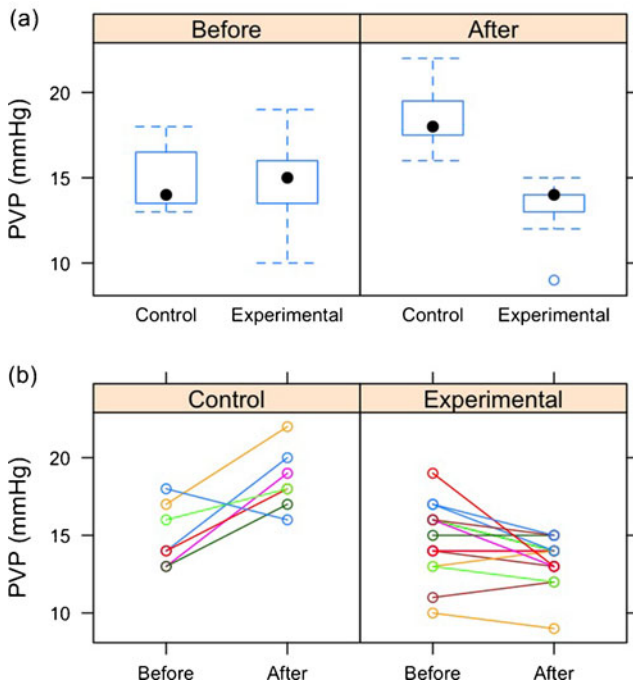 (a)
Before After
PVP (mmHg)
20
15
10
Control Experimental Control Experimental
(b)
Control Experimental
PVP (mmHg)
20
15
10
Before After Before After